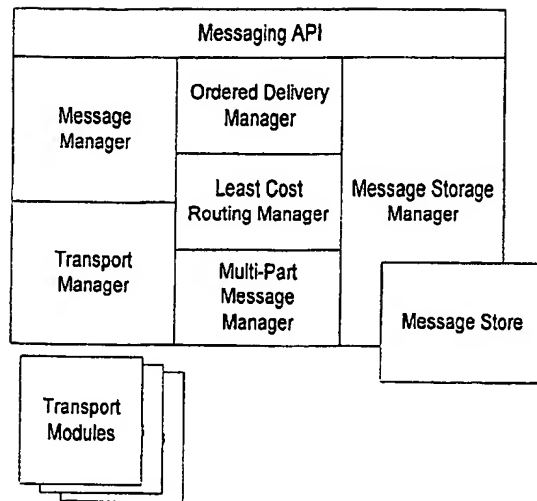 Messaging API
Message
Manager
Ordered Delivery
Manager
Least Cost
Routing Manager
Message Storage
Manager
Transport
Manager
Multi-Part
Message
Manager
Message Store
Transport
Modules